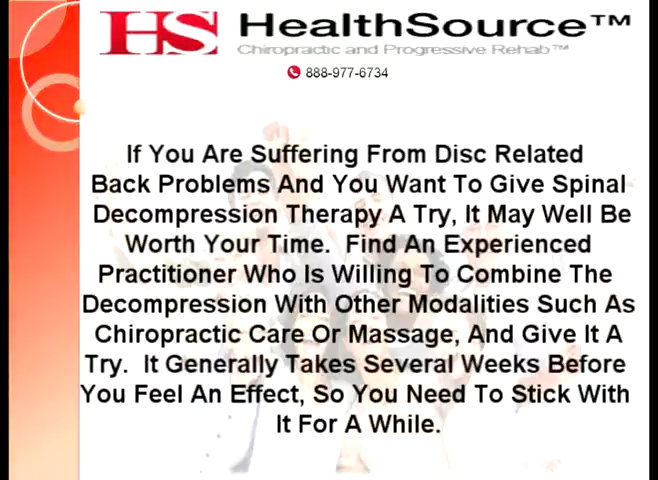 HS HealthSource™
Chiropractic and Progressive Rehab™
888-977-6734
If You Are Suffering From Disc Related
Back Problems And You Want To Give Spinal
Decompression Therapy A Try, It May Well Be
Worth Your Time. Find An Experienced
Practitioner Who Is Willing To Combine The
Decompression With Other Modalities Such As
Chiropractic Care Or Massage, And Give It A
Try. It Generally Takes Several Weeks Before
You Feel An Effect, So You Need To Stick With
It For A While.